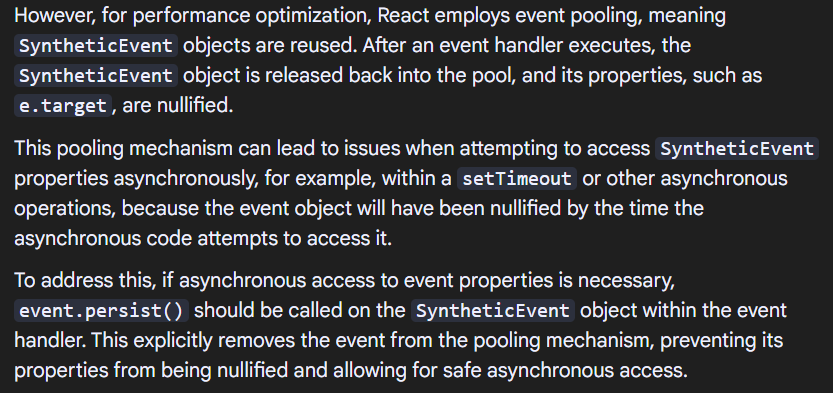 However, for performance optimization, React employs event pooling, meaning
SyntheticEvent objects are reused. After an event handler executes, the
SyntheticEvent object is released back into the pool, and its properties, such as
e.target, are nullified.
This pooling mechanism can lead to issues when attempting to access SyntheticEvent
properties asynchronously, for example, within a setTimeout or other asynchronous
operations, because the event object will have been nullified by the time the
asynchronous code attempts to access it.
To address this, if asynchronous access to event properties is necessary,
event.persist() should be called on the SyntheticEvent object within the event
handler. This explicitly removes the event from the pooling mechanism, preventing its
properties from being nullified and allowing for safe asynchronous access.